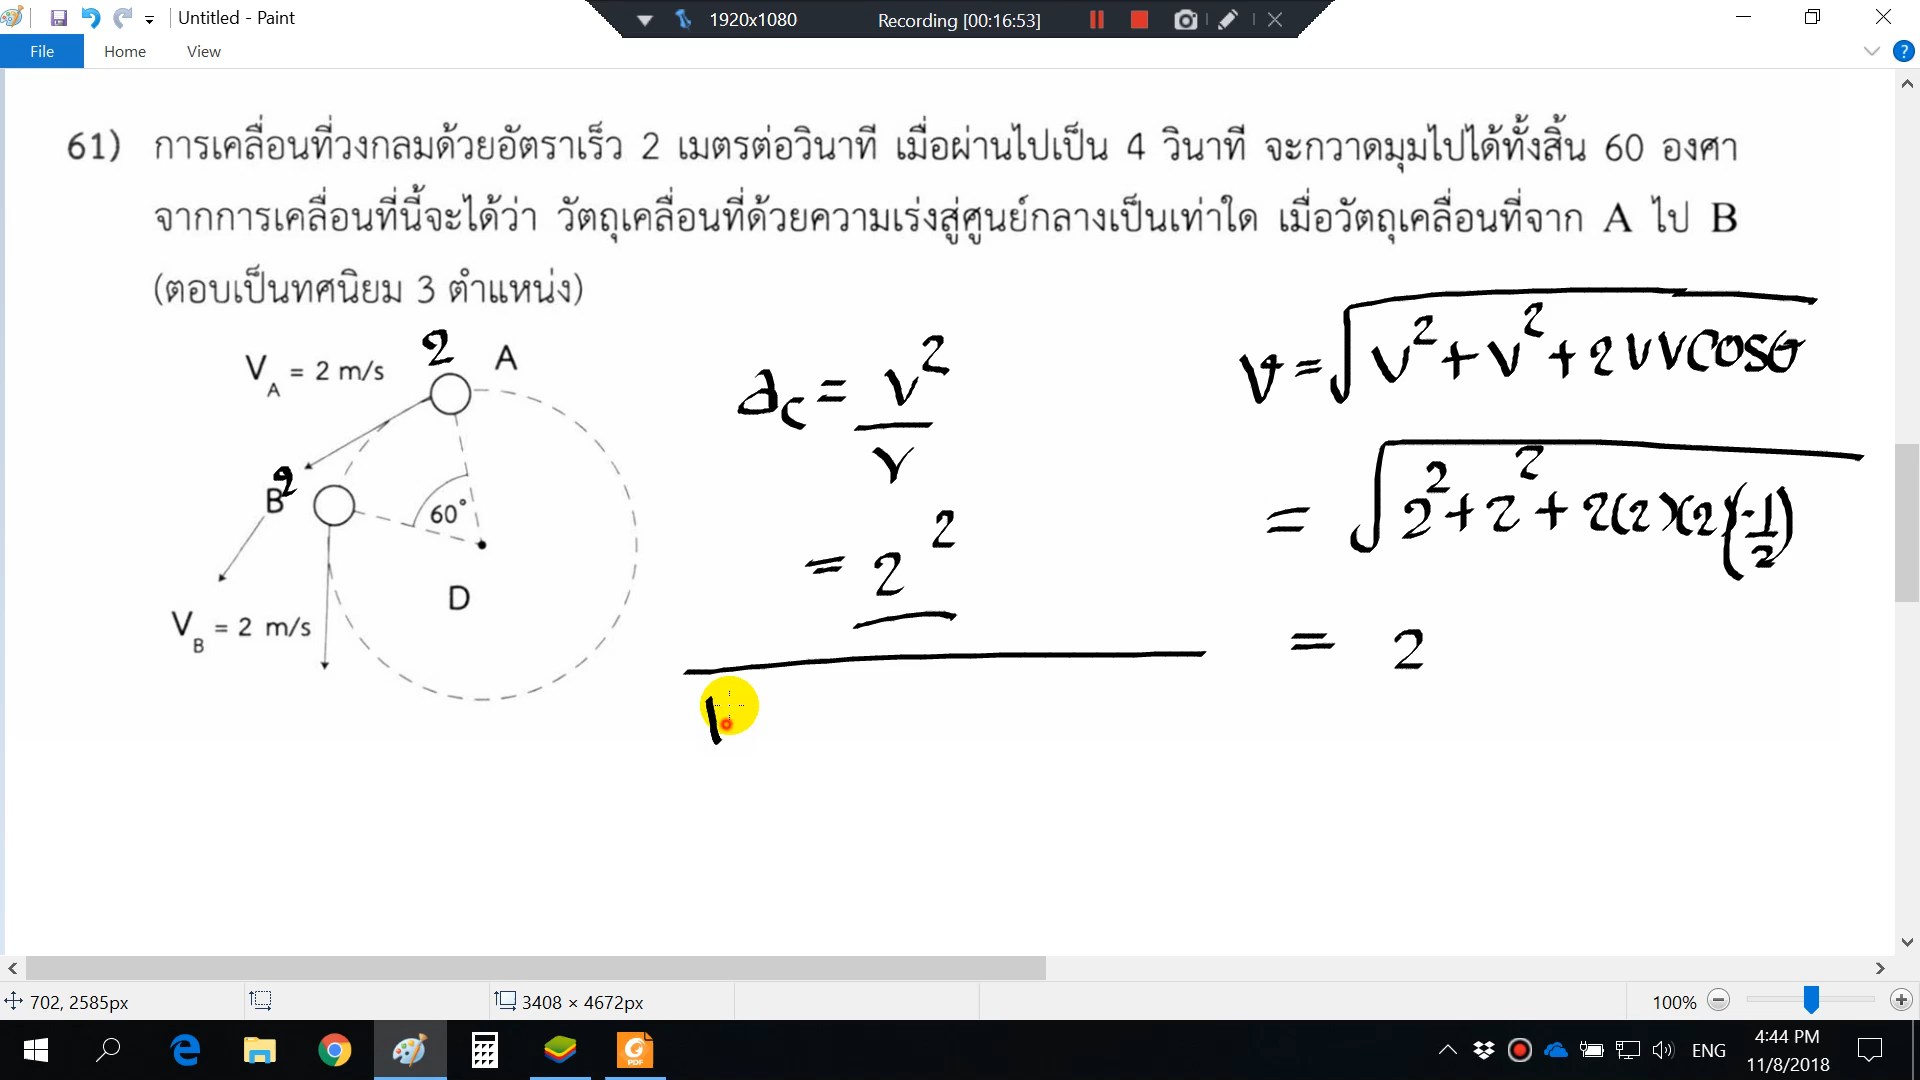 Untitled - Paint
1920x1080
Recording [00:16:53]
File Home View
61) การเคลื่อนที่วงกลมด้วยอัตราเร็ว 2 เมตรต่อวินาที เมื่อผ่านไปเป็น 4 วินาที จะกวาดมุมไปได้ทั้งสิ้น 60 องศา
จากการเคลื่อนที่นี้จะได้ว่า วัตถุเคลื่อนที่ด้วยความเร่งสู่ศูนย์กลางเป็นเท่าใด เมื่อวัตถุเคลื่อนที่จาก A ไป B
(ตอบเป็นทศนิยม 3 ตำแหน่ง)
V_A = 2 m/s
2
A
B
2
60°
D
V_B = 2 m/s
a_c = v²/r
= 2²
v = √(v² + v² + 2vvcosθ)
= √(2² + 2² + 2(2)(2)(-1/2))
= 2
702, 2585px
3408 × 4672px
100%
PDF
ENG
4:44 PM
11/8/2018